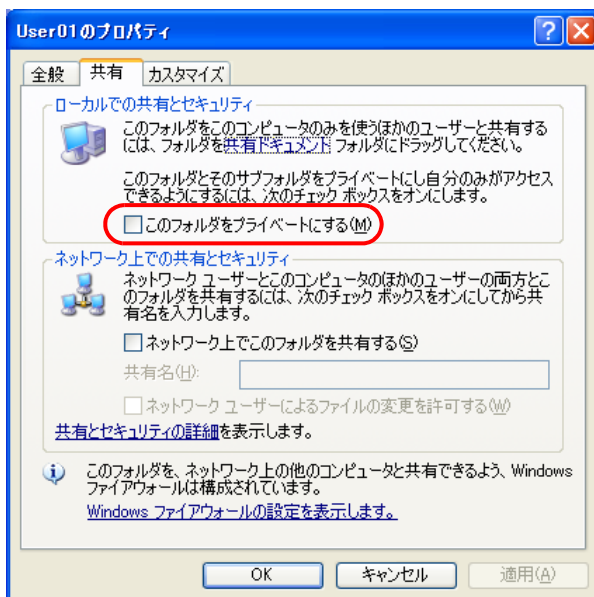 User01のプロパティ
全般 共有 カスタマイズ
ローカルでの共有とセキュリティ
このフォルダをこのコンピュータのみを使うほかのユーザーと共有する
には、フォルダを共有ドキュメント フォルダにドラッグしてください。
このフォルダとそのサブフォルダをプライベートにし自分のみがアクセス
できるようにするには、次のチェック ボックスをオンにします。
このフォルダをプライベートにする(M)
ネットワーク上での共有とセキュリティ
ネットワーク ユーザーとこのコンピュータのほかのユーザーの両方とこ
のフォルダを共有するには、次のチェック ボックスをオンにしてから共
有名を入力します。
ネットワーク上でこのフォルダを共有する(S)
共有名(H):
ネットワーク ユーザーによるファイルの変更を許可する(W)
共有とセキュリティの詳細を表示します。
このフォルダを、ネットワーク上の他のコンピュータと共有できるよう、Windows
ファイアウォールは構成されています。
Windows ファイアウォールの設定を表示します。
OK キャンセル 適用(A)